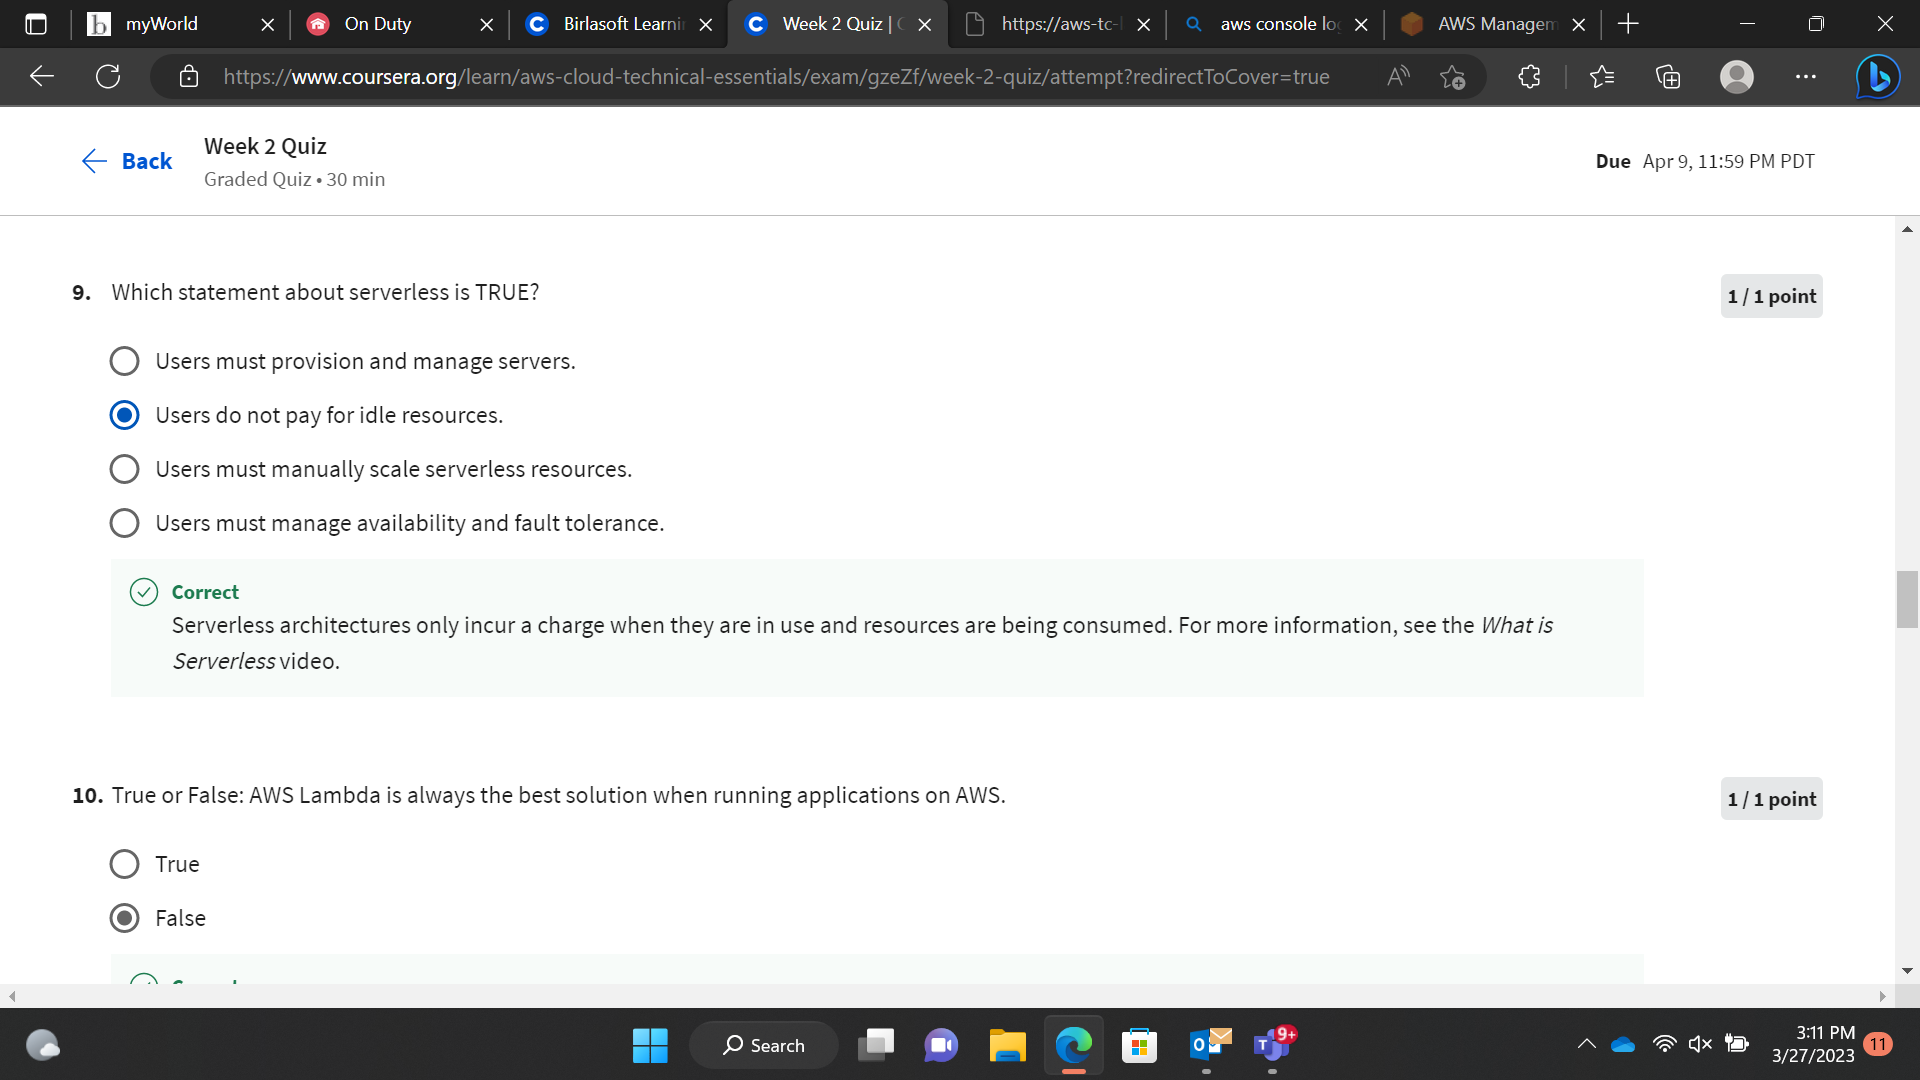 myWorld
On Duty
Birlasoft Learni
Week 2 Quiz |
https://aws-tc-
aws console lo
AWS Managem
https://www.coursera.org/learn/aws-cloud-technical-essentials/exam/gzeZf/week-2-quiz/attempt?redirectToCover=true
Back
Week 2 Quiz
Graded Quiz • 30 min
Due Apr 9, 11:59 PM PDT
9. Which statement about serverless is TRUE?
1 / 1 point
Users must provision and manage servers.
Users do not pay for idle resources.
Users must manually scale serverless resources.
Users must manage availability and fault tolerance.
Correct
Serverless architectures only incur a charge when they are in use and resources are being consumed. For more information, see the What is
Serverless video.
10. True or False: AWS Lambda is always the best solution when running applications on AWS.
1 / 1 point
True
False
Search
9+
3:11 PM
3/27/2023
11